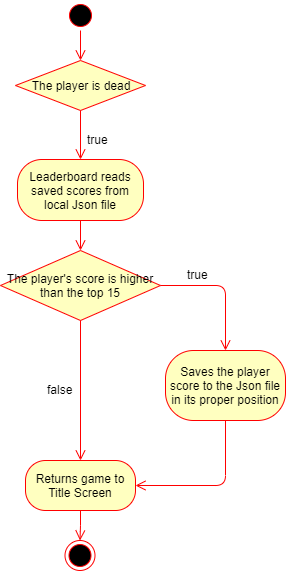 The player is dead
true
Leaderboard reads
saved scores from
local Json file
The player's score is higher
than the top 15
true
false
Saves the player
score to the Json file
in its proper position
Returns game to
Title Screen